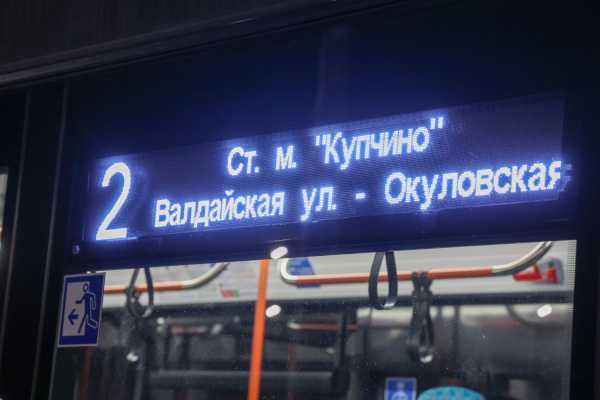 2
Ст. м. "Купчино"
Валдайская ул. - Окуловская